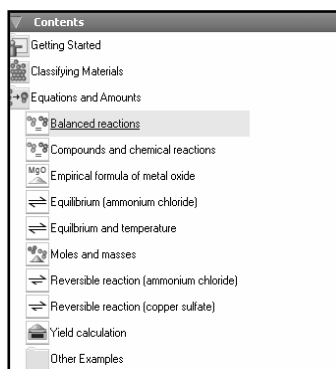 Contents
Getting Started
Classifying Materials
Equations and Amounts
Balanced reactions
Compounds and chemical reactions
MgO
Empirical formula of metal oxide
Equilibrium (ammonium chloride)
Equilbrium and temperature
Moles and masses
Reversible reaction (ammonium chloride)
Reversible reaction (copper sulfate)
Yield calculation
Other Examples